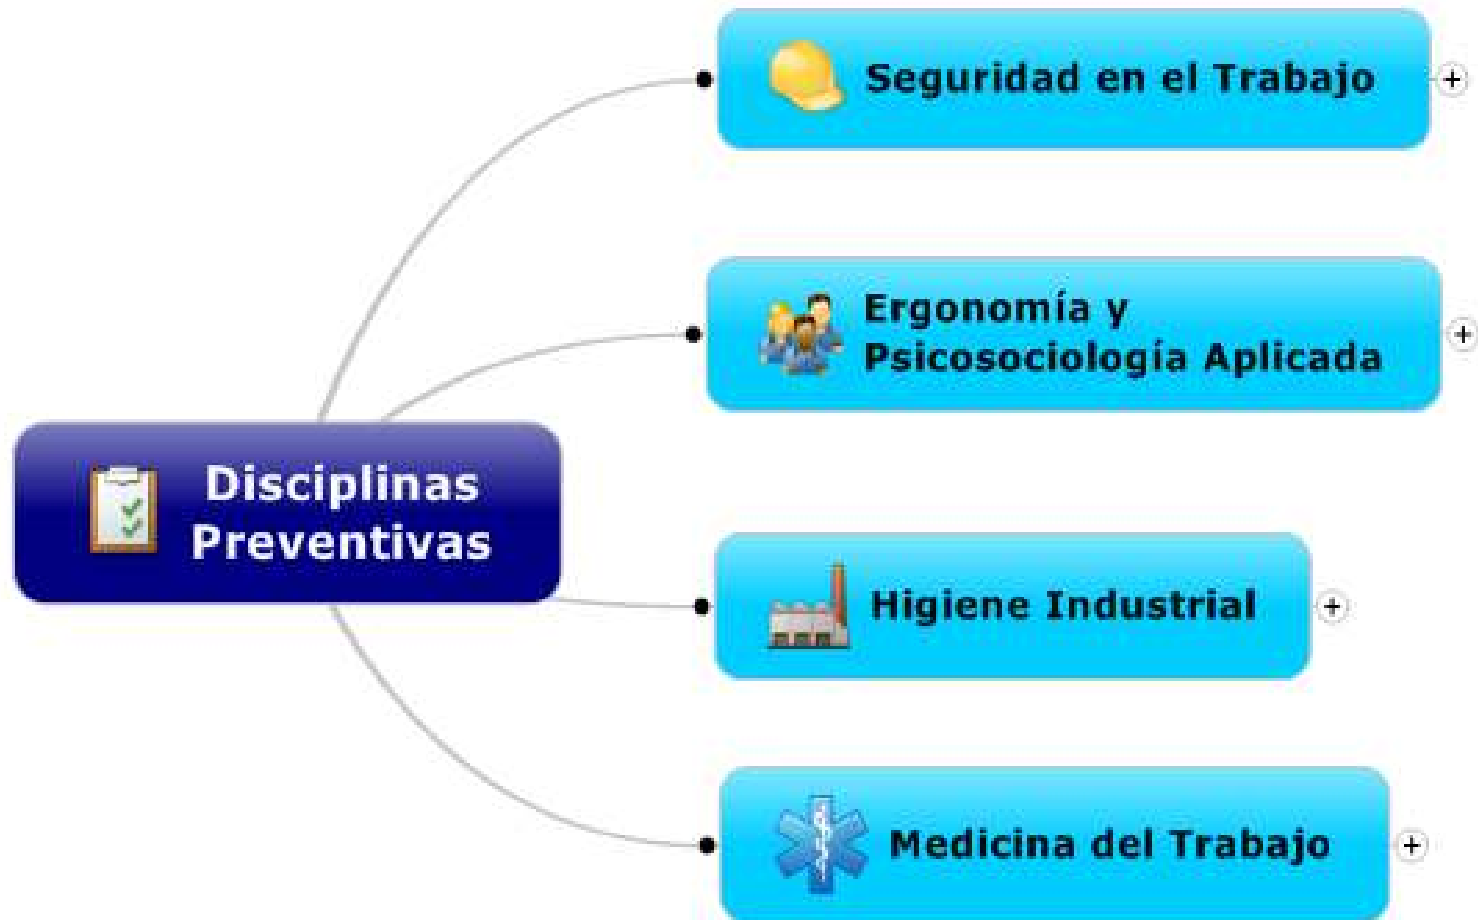 Seguridad en el Trabajo
Ergonomía y
Psicosociología Aplicada
Disciplinas
Preventivas
Higiene Industrial
Medicina del Trabajo